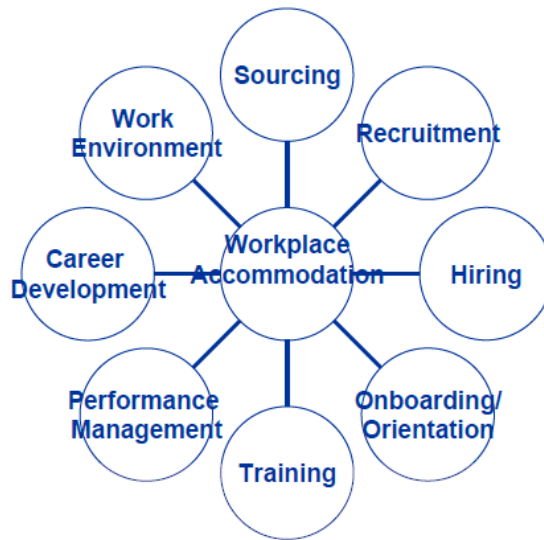 Sourcing
Recruitment
Hiring
Onboarding/
Orientation
Training
Performance
Management
Career
Development
Work
Environment
Workplace
Accommodation